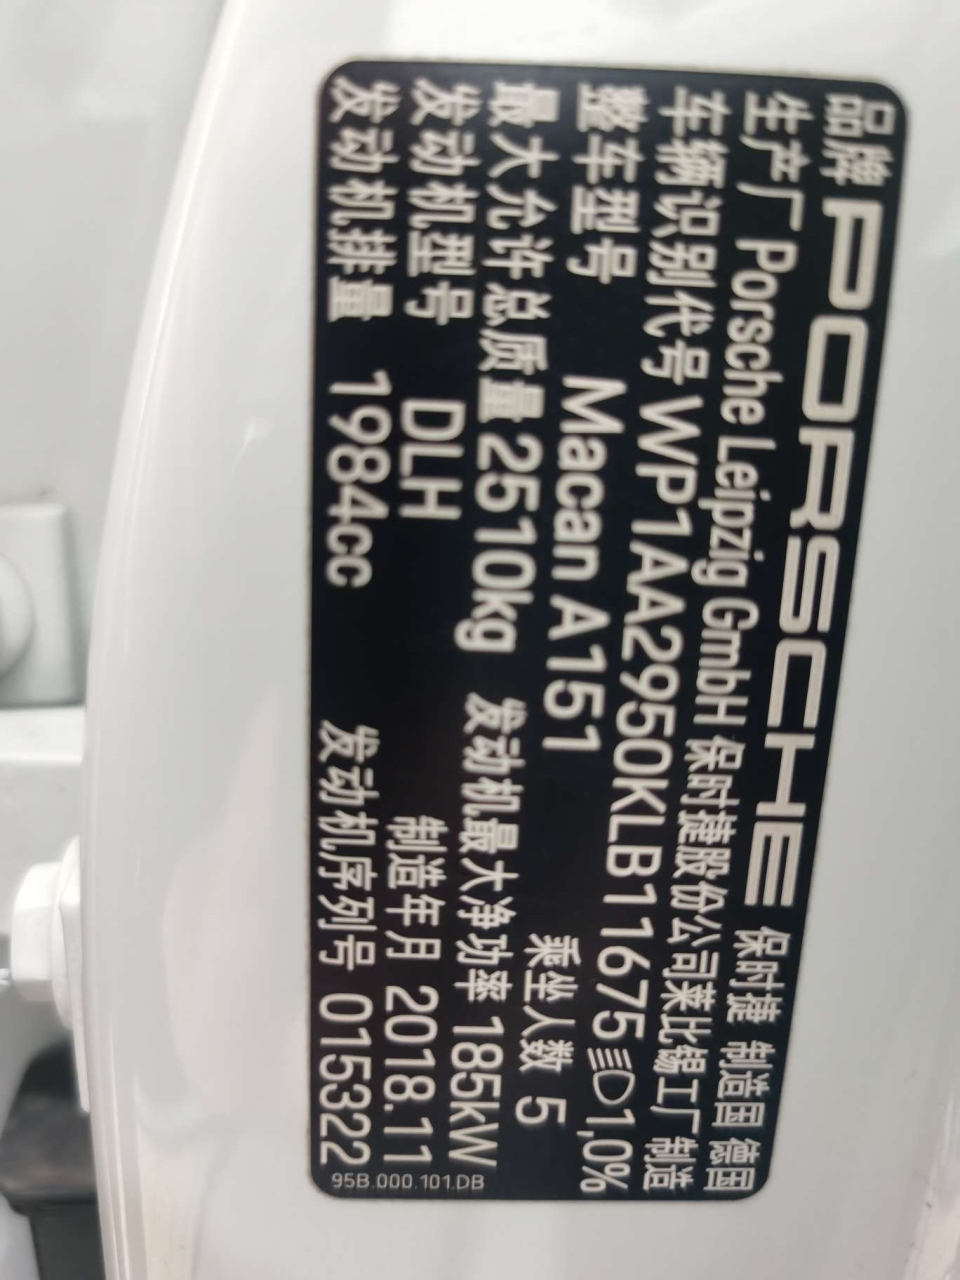 品牌 PORSCHE 保时捷 制造国 德国
生产厂 Porsche Leipzig GmbH 保时捷股份公司莱比锡工厂制造
车辆识别代号 WP1AA2950KLB11675 1,0%
整车型号 Macan A151 乘坐人数 5
最大允许总质量 2510kg 发动机最大净功率 185kW
发动机型号 DLH 制造年月 2018.11
发动机排量 1984cc 发动机序列号 015322
95B.000.101.DB